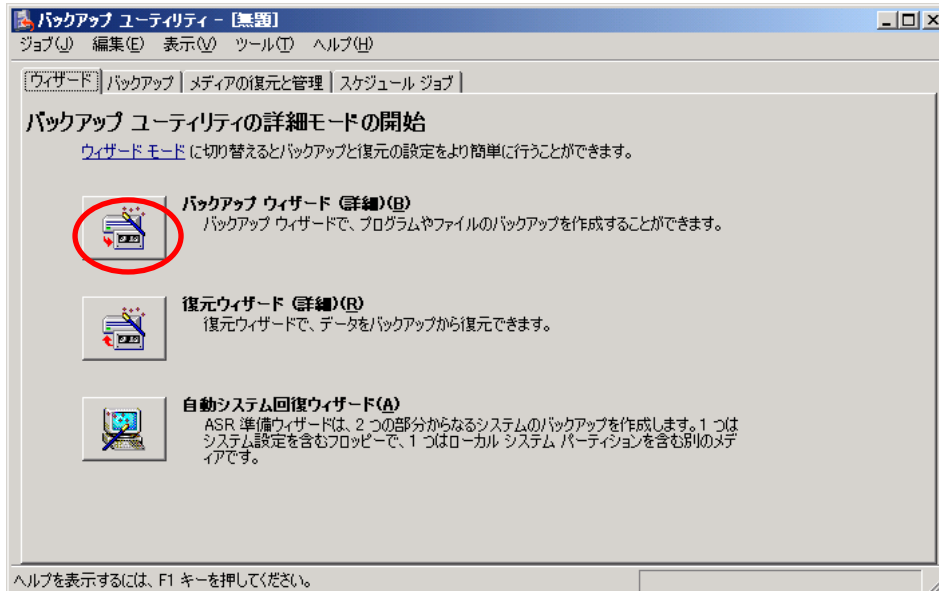 バックアップ ユーティリティ - [無題]
ジョブ(J) 編集(E) 表示(V) ツール(T) ヘルプ(H)
ウィザード バックアップ メディアの復元と管理 スケジュール ジョブ
バックアップ ユーティリティの詳細モードの開始
ウィザード モード に切り替えるとバックアップと復元の設定をより簡単に行うことができます。
バックアップ ウィザード (詳細)(B)
バックアップ ウィザードで、プログラムやファイルのバックアップを作成することができます。
復元ウィザード (詳細)(R)
復元ウィザードで、データをバックアップから復元できます。
自動システム回復ウィザード(A)
ASR 準備ウィザードは、2 つの部分からなるシステムのバックアップを作成します。1 つは
システム設定を含むフロッピーで、1 つはローカル システム パーティションを含む別のメデ
ィアです。
ヘルプを表示するには、F1 キーを押してください。